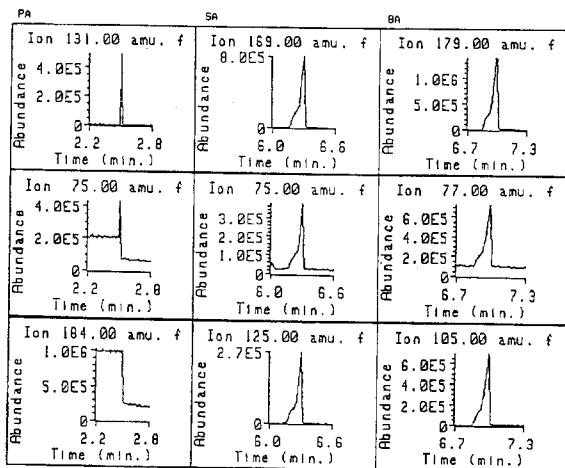 PA SA BA
Ion 131.00 amu. f
Abundance
4.0E5
2.0E5
0
2.2 2.8
Time (min.)
Ion 169.00 amu. f
Abundance
8.0E5
0
6.0 6.6
Time (min.)
Ion 179.00 amu. f
Abundance
1.0E6
5.0E5
0
6.7 7.3
Time (min.)
Ion 75.00 amu. f
Abundance
4.0E5
2.0E5
0
2.2 2.8
Time (min.)
Ion 75.00 amu. f
Abundance
3.0E5
2.0E5
1.0E5
0
6.0 6.6
Time (min.)
Ion 77.00 amu. f
Abundance
6.0E5
4.0E5
2.0E5
0
6.7 7.3
Time (min.)
Ion 184.00 amu. f
Abundance
1.0E6
5.0E5
0
2.2 2.8
Time (min.)
Ion 125.00 amu. f
Abundance
2.7E5
0
6.0 6.6
Time (min.)
Ion 105.00 amu. f
Abundance
6.0E5
4.0E5
2.0E5
0
6.7 7.3
Time (min.)